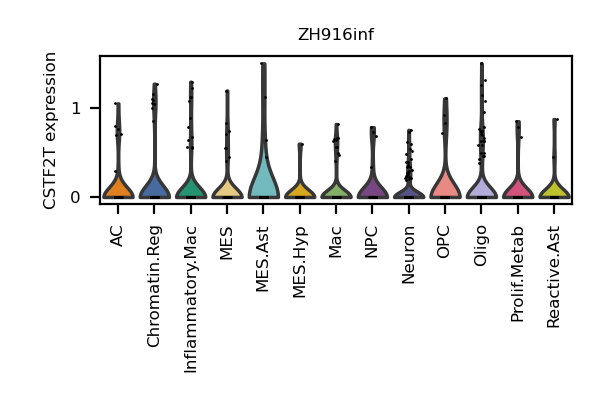 ZH916inf
CSTF2T expression
1
0
AC
Chromatin.Reg
Inflammatory.Mac
MES
MES.Ast
MES.Hyp
Mac
NPC
Neuron
OPC
Oligo
Prolif.Metab
Reactive.Ast